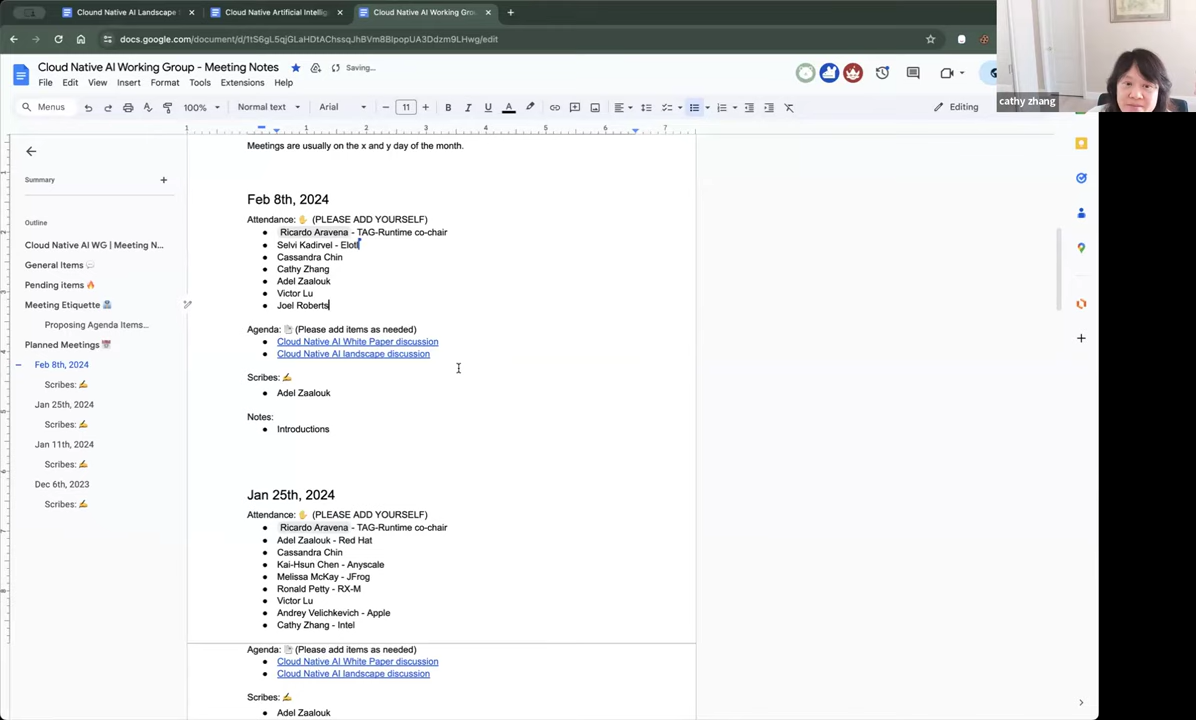 Clound Native AI Landscape
Cloud Native Artificial Intellig
Cloud Native AI Working Grou
docs.google.com/document/d/1tS6gL5qjGLaHDtAChssqJhBVm8BlpopUA3Ddzm9LHwg/edit
Cloud Native AI Working Group - Meeting Notes
Saving...
File Edit View Insert Format Tools Extensions Help
Menus
100%
Normal text
Arial
11
Editing
cathy zhang
1 1 2 3 4 5 6 7
Summary
Outline
Cloud Native AI WG | Meeting N...
General Items
Pending items
Meeting Etiquette
Proposing Agenda Items...
Planned Meetings
Feb 8th, 2024
Scribes:
Jan 25th, 2024
Scribes:
Jan 11th, 2024
Scribes:
Dec 6th, 2023
Scribes:
Meetings are usually on the x and y day of the month.
Feb 8th, 2024
Attendance: ✋ (PLEASE ADD YOURSELF)
Ricardo Aravena - TAG-Runtime co-chair
Selvi Kadirvel - Elotl
Cassandra Chin
Cathy Zhang
Adel Zaalouk
Victor Lu
Joel Roberts
Agenda: (Please add items as needed)
Cloud Native AI White Paper discussion
Cloud Native AI landscape discussion
Scribes: ✍️
Adel Zaalouk
Notes:
Introductions
Jan 25th, 2024
Attendance: ✋ (PLEASE ADD YOURSELF)
Ricardo Aravena - TAG-Runtime co-chair
Adel Zaalouk - Red Hat
Cassandra Chin
Kai-Hsun Chen - Anyscale
Melissa McKay - JFrog
Ronald Petty - RX-M
Victor Lu
Andrey Velichkevich - Apple
Cathy Zhang - Intel
Agenda: (Please add items as needed)
Cloud Native AI White Paper discussion
Cloud Native AI landscape discussion
Scribes: ✍️
Adel Zaalouk